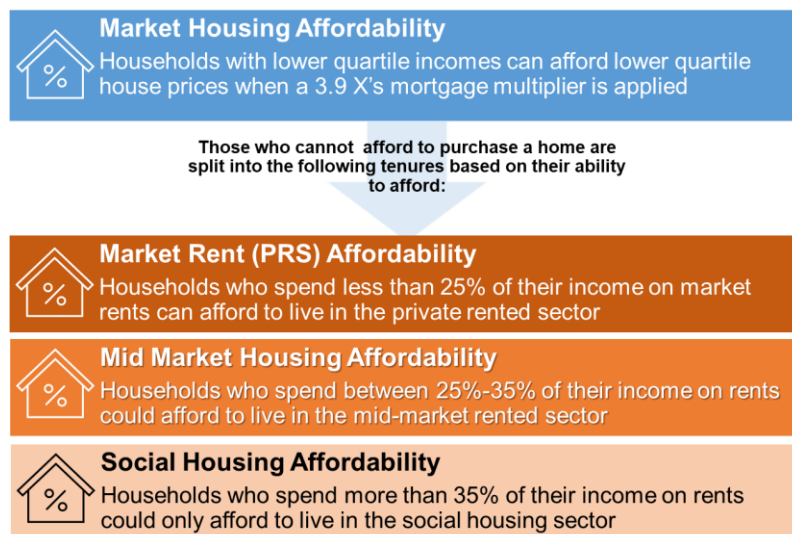 Market Housing Affordability
%
Households with lower quartile incomes can afford lower quartile
house prices when a 3.9 X’s mortgage multiplier is applied
Those who cannot afford to purchase a home are
split into the following tenures based on their ability
to afford:
Market Rent (PRS) Affordability
%
Households who spend less than 25% of their income on market
rents can afford to live in the private rented sector
Mid Market Housing Affordability
%
Households who spend between 25%-35% of their income on rents
could afford to live in the mid-market rented sector
Social Housing Affordability
%
Households who spend more than 35% of their income on rents
could only afford to live in the social housing sector